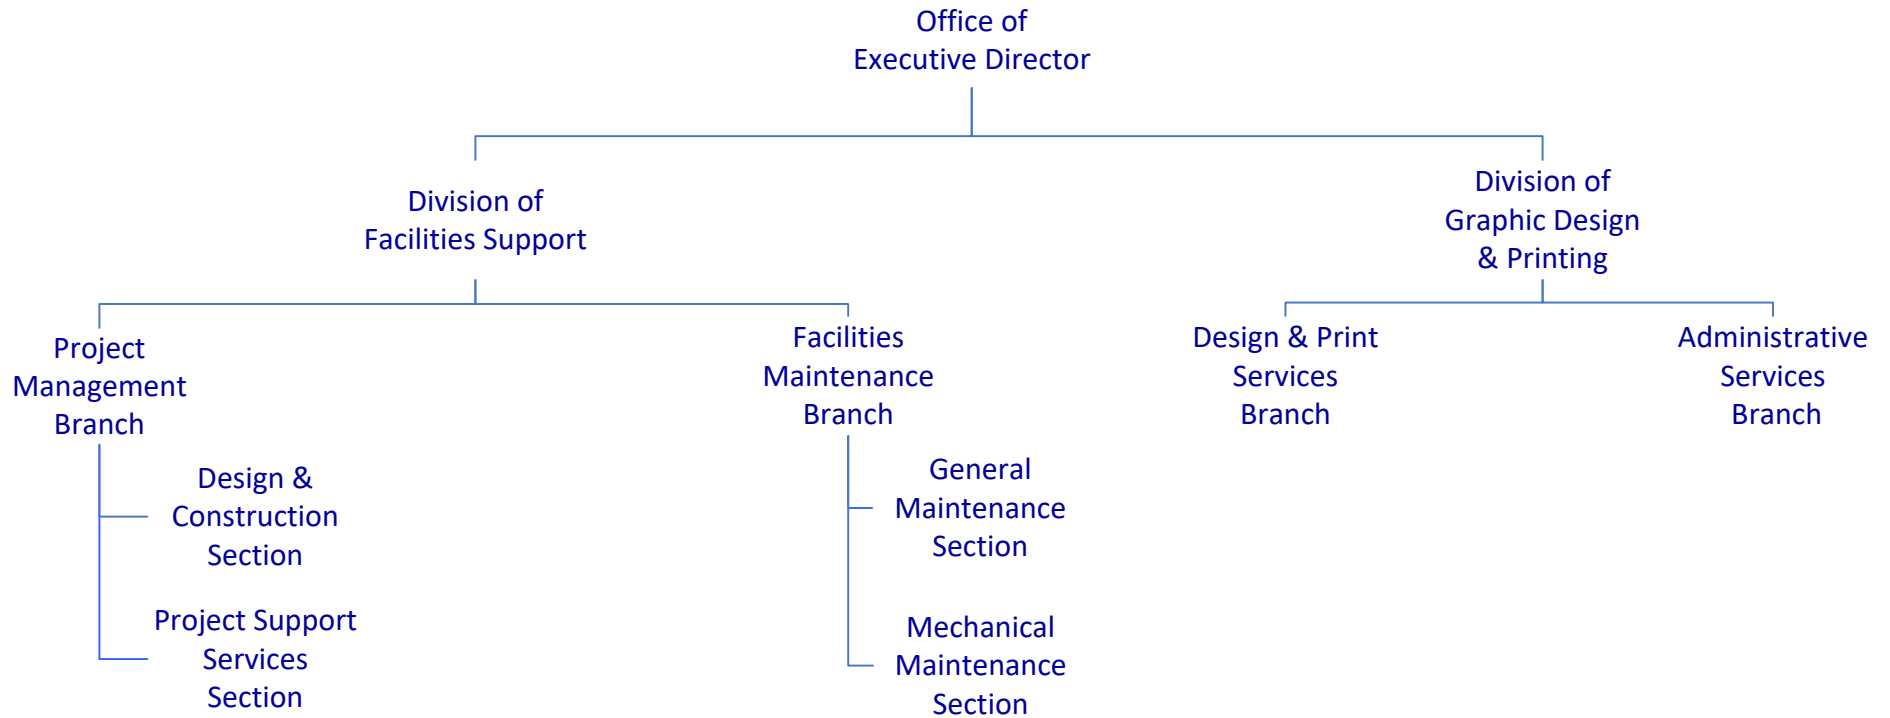 Office of
Executive Director
Division of
Facilities Support
Division of
Graphic Design
& Printing
Project
Management
Branch
Facilities
Maintenance
Branch
Design & Print
Services
Branch
Administrative
Services
Branch
Design &
Construction
Section
General
Maintenance
Section
Project Support
Services
Section
Mechanical
Maintenance
Section